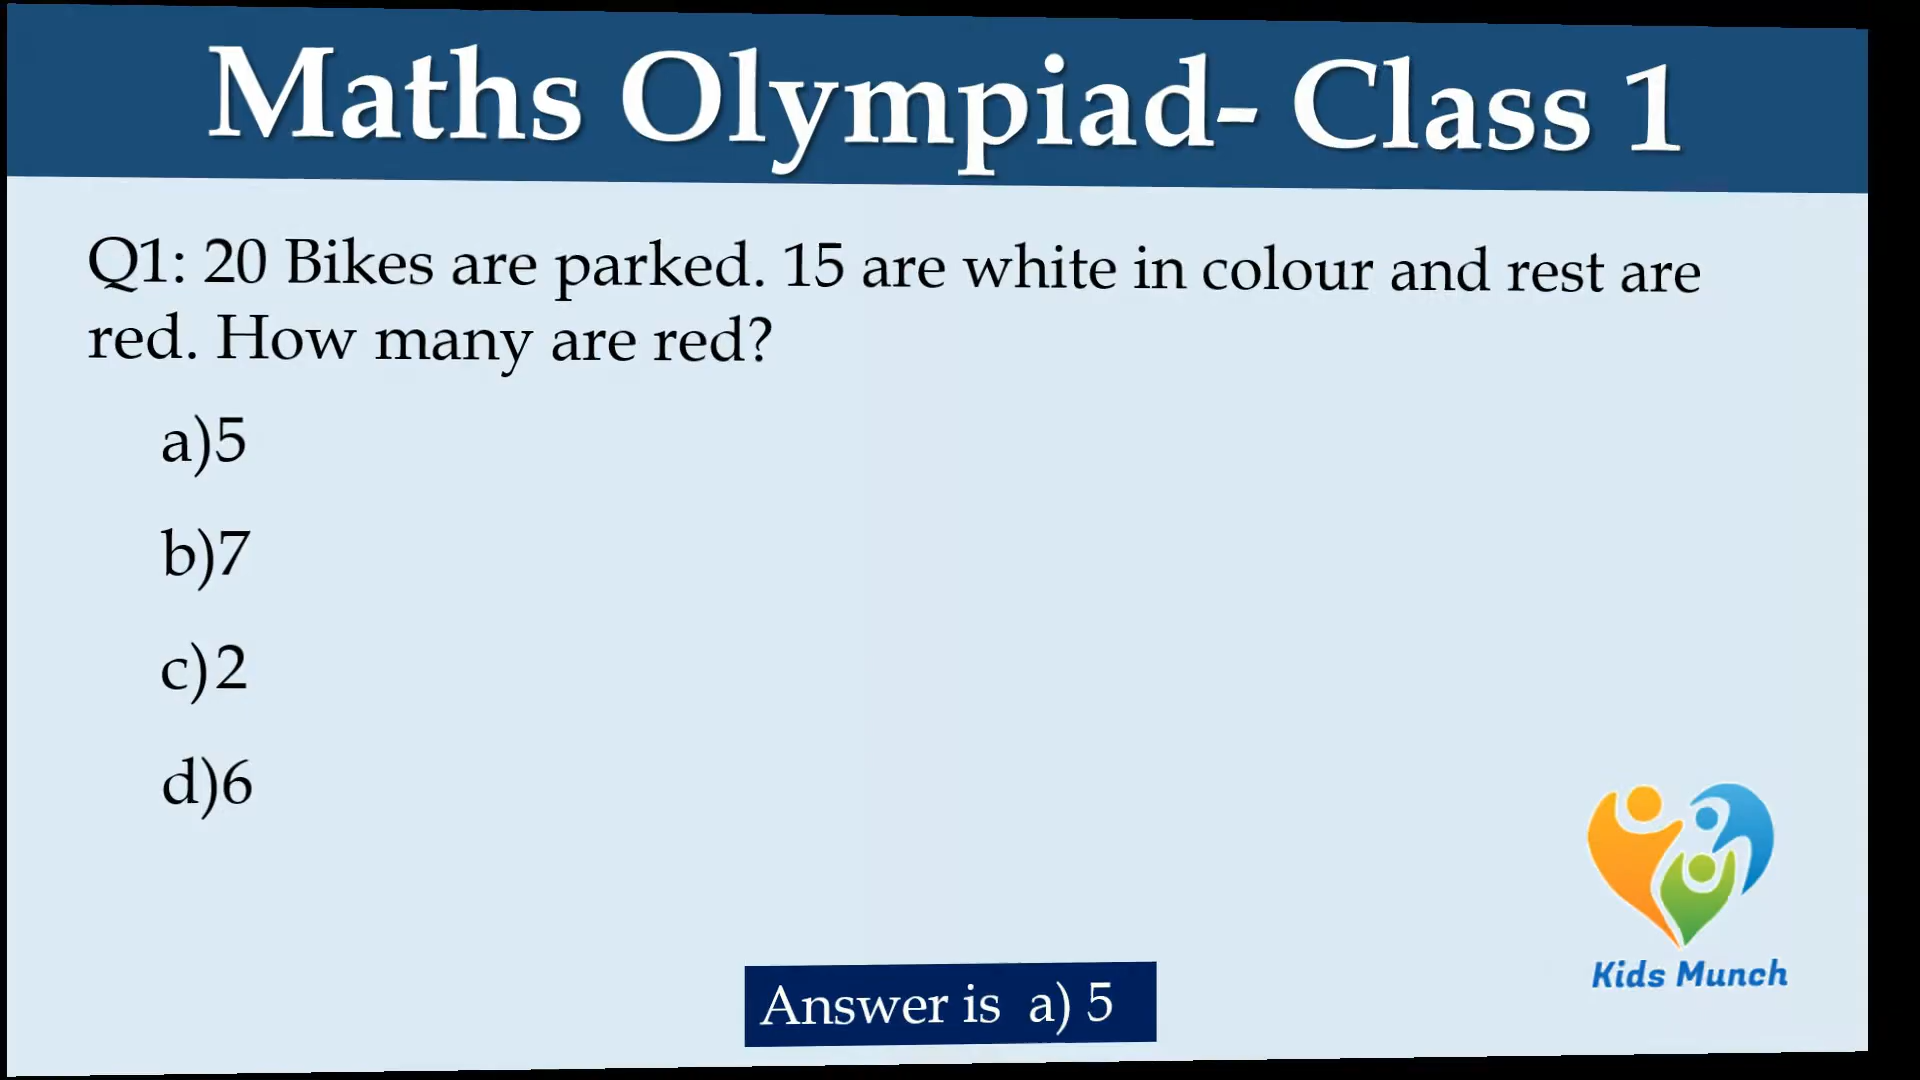 Maths Olympiad- Class 1
Q1: 20 Bikes are parked. 15 are white in colour and rest are
red. How many are red?
a)5
b)7
c)2
d)6
Kids Munch
Answer is a) 5